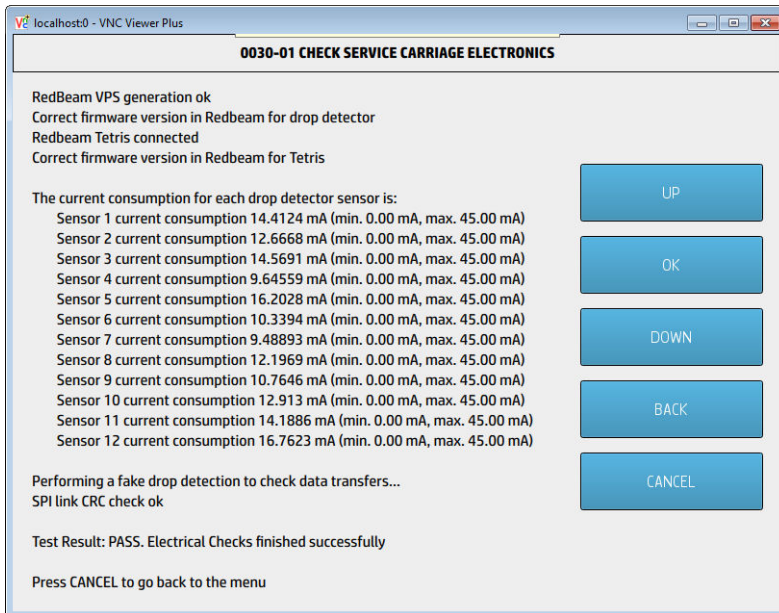 localhost:0 - VNC Viewer Plus
0030-01 CHECK SERVICE CARRIAGE ELECTRONICS
RedBeam VPS generation ok
Correct firmware version in Redbeam for drop detector
Redbeam Tetris connected
Correct firmware version in Redbeam for Tetris
The current consumption for each drop detector sensor is:
Sensor 1 current consumption 14.4124 mA (min. 0.00 mA, max. 45.00 mA)
Sensor 2 current consumption 12.6668 mA (min. 0.00 mA, max. 45.00 mA)
Sensor 3 current consumption 14.5691 mA (min. 0.00 mA, max. 45.00 mA)
Sensor 4 current consumption 9.64559 mA (min. 0.00 mA, max. 45.00 mA)
Sensor 5 current consumption 16.2028 mA (min. 0.00 mA, max. 45.00 mA)
Sensor 6 current consumption 10.3394 mA (min. 0.00 mA, max. 45.00 mA)
Sensor 7 current consumption 9.48893 mA (min. 0.00 mA, max. 45.00 mA)
Sensor 8 current consumption 12.1969 mA (min. 0.00 mA, max. 45.00 mA)
Sensor 9 current consumption 10.7646 mA (min. 0.00 mA, max. 45.00 mA)
Sensor 10 current consumption 12.913 mA (min. 0.00 mA, max. 45.00 mA)
Sensor 11 current consumption 14.1886 mA (min. 0.00 mA, max. 45.00 mA)
Sensor 12 current consumption 16.7623 mA (min. 0.00 mA, max. 45.00 mA)
Performing a fake drop detection to check data transfers...
SPI link CRC check ok
Test Result: PASS. Electrical Checks finished successfully
Press CANCEL to go back to the menu
UP
OK
DOWN
BACK
CANCEL